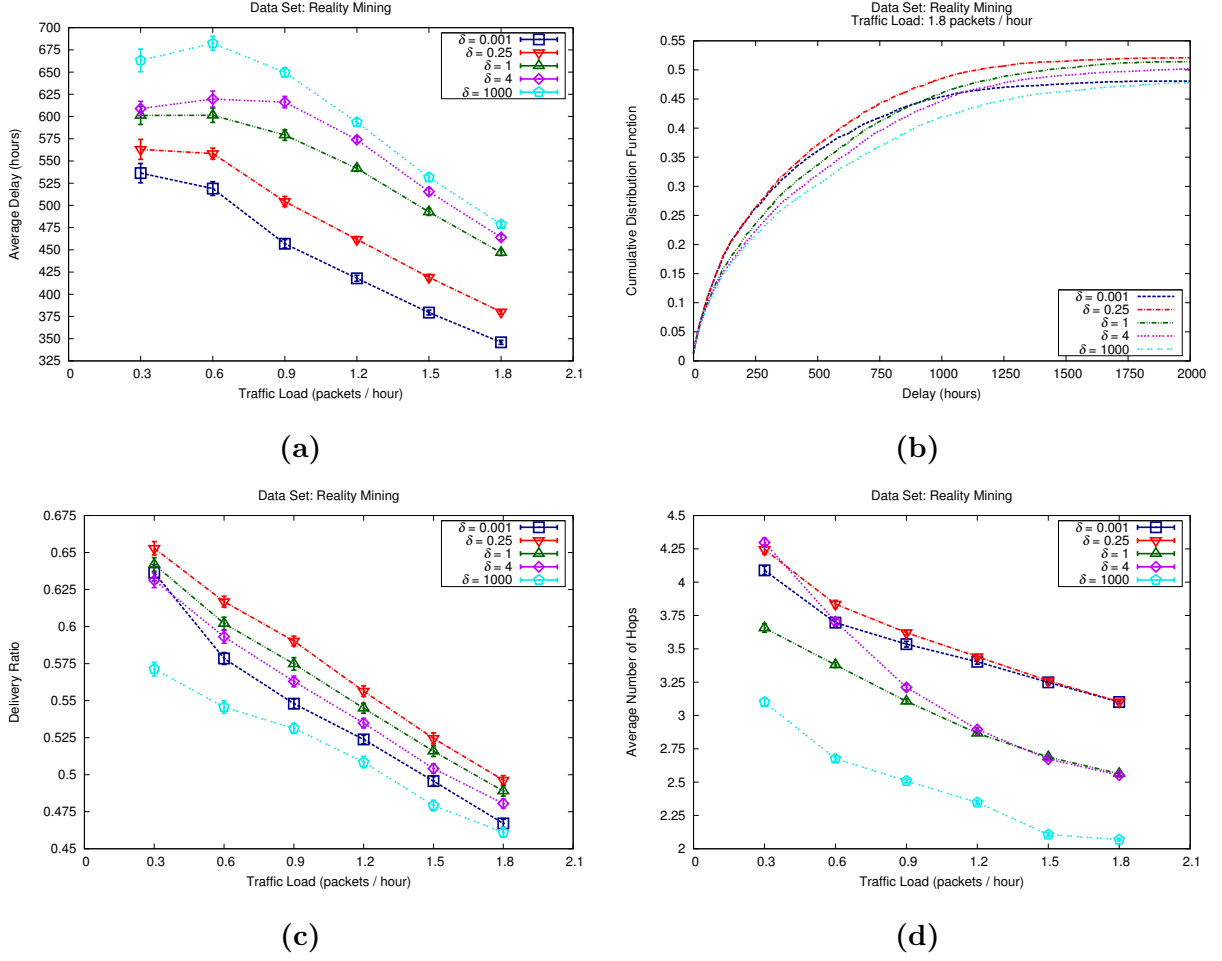 Data Set: Reality Mining
700
675
650
625
600
575
550
525
500
475
450
425
400
375
350
325
Average Delay (hours)
δ = 0.001
δ = 0.25
δ = 1
δ = 4
δ = 1000
0 0.3 0.6 0.9 1.2 1.5 1.8 2.1
Traffic Load (packets / hour)
(a)
Data Set: Reality Mining
Traffic Load: 1.8 packets / hour
0.55
0.5
0.45
0.4
0.35
0.3
0.25
0.2
0.15
0.1
0.05
0
Cumulative Distribution Function
δ = 0.001
δ = 0.25
δ = 1
δ = 4
δ = 1000
0 250 500 750 1000 1250 1500 1750 2000
Delay (hours)
(b)
Data Set: Reality Mining
0.675
0.65
0.625
0.6
0.575
0.55
0.525
0.5
0.475
0.45
Delivery Ratio
δ = 0.001
δ = 0.25
δ = 1
δ = 4
δ = 1000
0 0.3 0.6 0.9 1.2 1.5 1.8 2.1
Traffic Load (packets / hour)
(c)
Data Set: Reality Mining
4.5
4.25
4
3.75
3.5
3.25
3
2.75
2.5
2.25
2
Average Number of Hops
δ = 0.001
δ = 0.25
δ = 1
δ = 4
δ = 1000
0 0.3 0.6 0.9 1.2 1.5 1.8 2.1
Traffic Load (packets / hour)
(d)